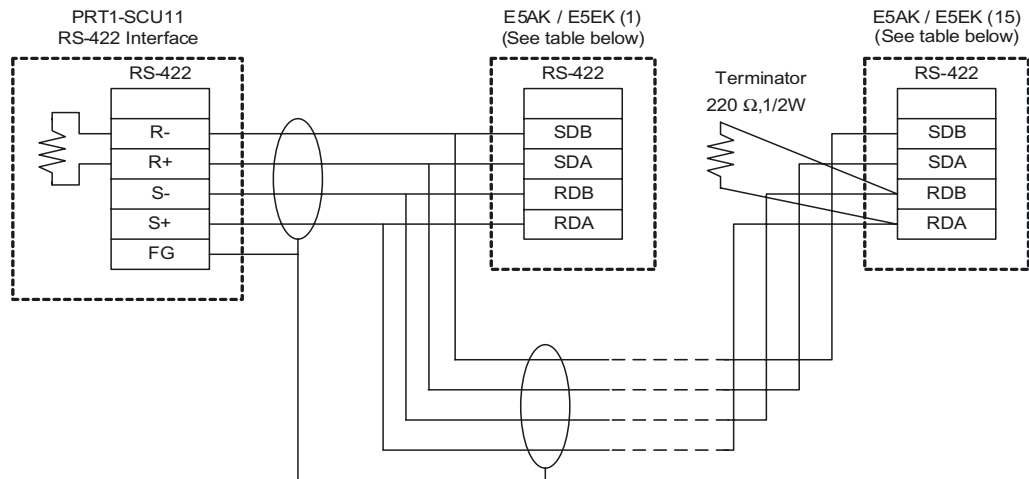 PRT1-SCU11
RS-422 Interface
RS-422
R-
R+
S-
S+
FG
E5AK / E5EK (1)
(See table below)
RS-422
SDB
SDA
RDB
RDA
Terminator
220 Ω,1/2W
E5AK / E5EK (15)
(See table below)
RS-422
SDB
SDA
RDB
RDA